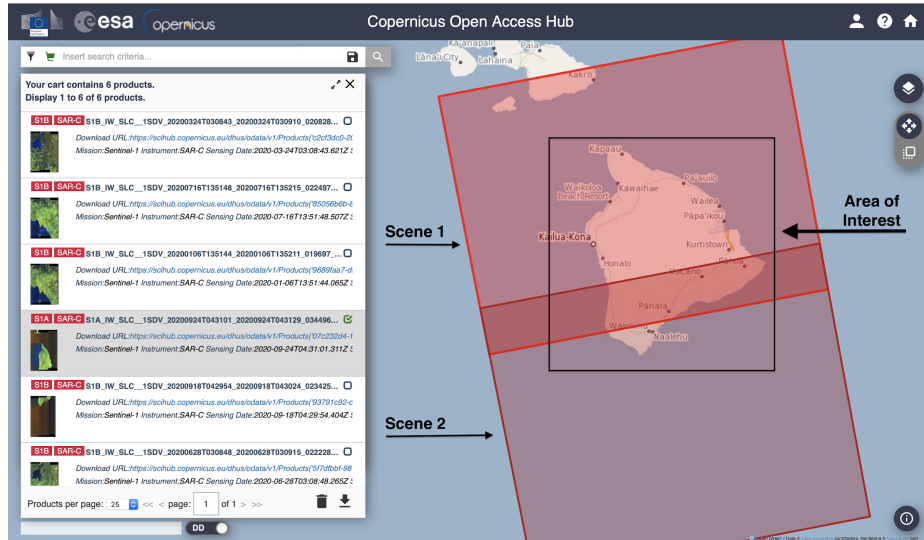 esa
opernicus
Copernicus Open Access Hub
Insert search criteria...
Your cart contains 6 products.
Display 1 to 6 of 6 products.
S1B SAR-C S1B_IW_SLC__1SDV_20200324T030843_20200324T030910_020828...
Download URL:https://scihub.copernicus.eu/dhus/odata/v1/Products('c2cf3dc0-20
Mission:Sentinel-1 Instrument:SAR-C Sensing Date:2020-03-24T03:08:43.621Z S
S1B SAR-C S1B_IW_SLC__1SDV_20200716T135148_20200716T135215_022497...
Download URL:https://scihub.copernicus.eu/dhus/odata/v1/Products('85056b6b-8
Mission:Sentinel-1 Instrument:SAR-C Sensing Date:2020-07-16T13:51:48.507Z S
S1B SAR-C S1B_IW_SLC__1SDV_20200106T135144_20200106T135211_019697_...
Download URL:https://scihub.copernicus.eu/dhus/odata/v1/Products('9689faa7-d
Mission:Sentinel-1 Instrument:SAR-C Sensing Date:2020-01-06T13:51:44.065Z S
S1A SAR-C S1A_IW_SLC__1SDV_20200924T043101_20200924T043129_034496...
Download URL:https://scihub.copernicus.eu/dhus/odata/v1/Products('07c232d4-1
Mission:Sentinel-1 Instrument:SAR-C Sensing Date:2020-09-24T04:31:01.311Z S
S1B SAR-C S1B_IW_SLC__1SDV_20200918T042954_20200918T043024_023425...
Download URL:https://scihub.copernicus.eu/dhus/odata/v1/Products('93791c92-c
Mission:Sentinel-1 Instrument:SAR-C Sensing Date:2020-09-18T04:29:54.404Z S
S1B SAR-C S1B_IW_SLC__1SDV_20200628T030848_20200628T030915_022228...
Download URL:https://scihub.copernicus.eu/dhus/odata/v1/Products('5f7dfbbf-98
Mission:Sentinel-1 Instrument:SAR-C Sensing Date:2020-06-28T03:08:48.265Z S
Products per page: 25 << < page: 1 of 1 > >>
DD
Kāʻanapali
Paia
Lānaʻi City
Lahaina
Kaki'o
Scene 1
Scene 2
Area of
Interest
Kapaau
Waikoloa
Beach Resort
Kawaihae
Pa'auilo
Wailea
Pāpa'ikou
Kailua-Kona
Kurtistown
Honalo
Volcano
Pāhoa
Pāhala
Waiohinu
Naalehu